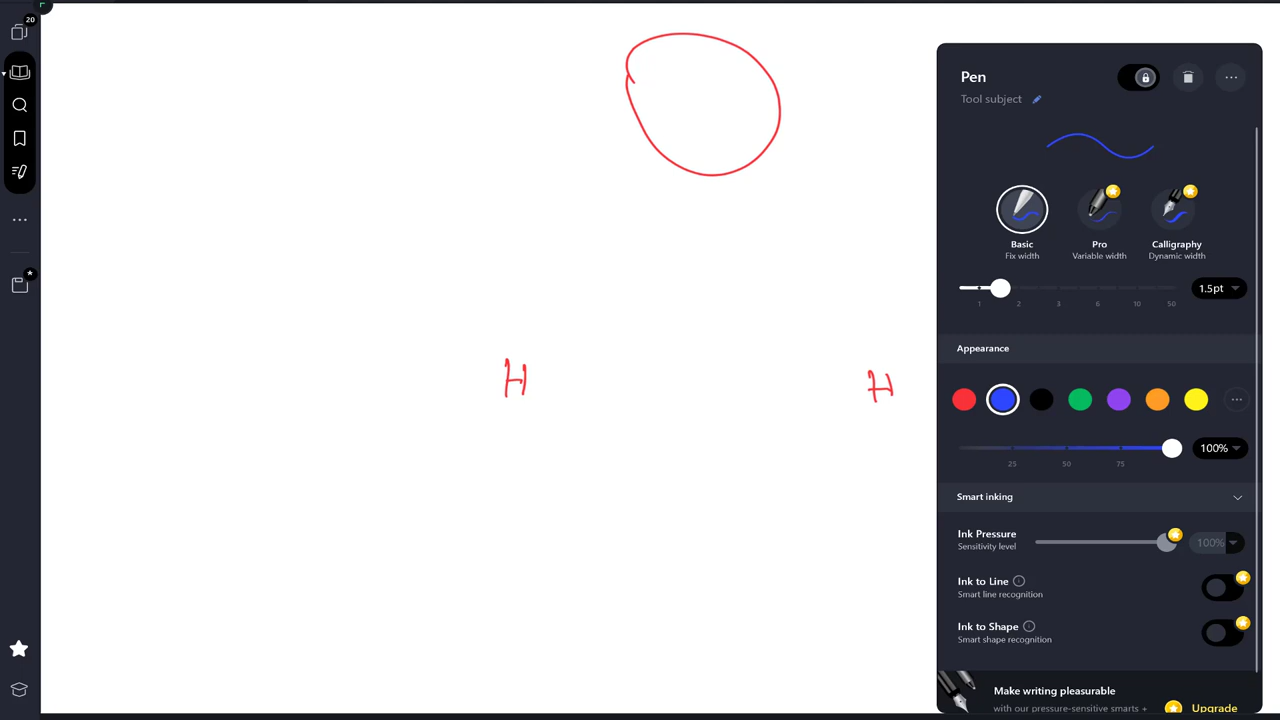 20
Pen
Tool subject
Basic Pro Calligraphy
Fix width Variable width Dynamic width
1.5pt
1 2 3 6 10 50
Appearance
H H
100%
25 50 75
Smart inking
Ink Pressure
Sensitivity level
100%
Ink to Line
Smart line recognition
Ink to Shape
Smart shape recognition
Make writing pleasurable
with our pressure-sensitive smarts +
Upgrade